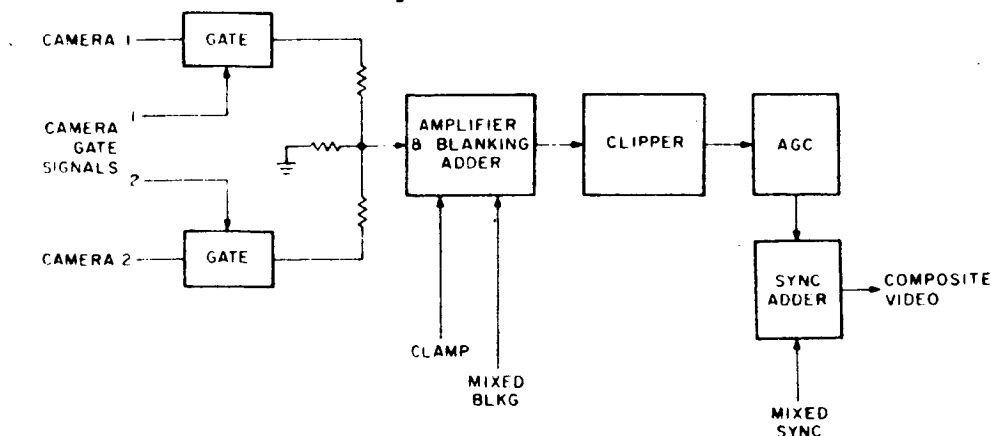 CAMERA 1
GATE
1
CAMERA
GATE
SIGNALS
2
CAMERA 2
GATE
AMPLIFIER
8 BLANKING
ADDER
CLAMP
MIXED
BLKG
CLIPPER
AGC
SYNC
ADDER
COMPOSITE
VIDEO
MIXED
SYNC